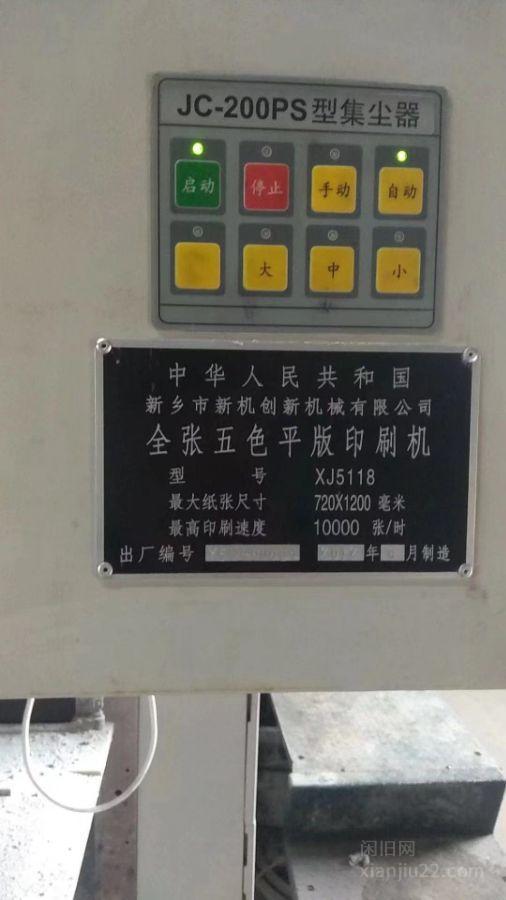 JC-200PS型集尘器
启动 停止 手动 自动
大 中 小
中华人民共和国
新乡市新机创新机械有限公司
全张五色平版印刷机
型 号 XJ5118
最大纸张尺寸 720X1200 毫米
最高印刷速度 10000 张/时
出厂编号 年 月制造
闲旧网
xianjiu22.com